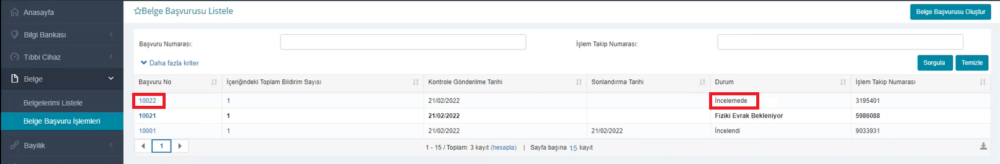 Anasayfa
Bilgi Bankası
Tıbbi Cihaz
Belge
Belgelerimi Listele
Belge Başvuru İşlemleri
Bayilik
Belge Başvurusu Listele
Belge Başvurusu Oluştur
Başvuru Numarası:
İşlem Takip Numarası:
Daha fazla kriter
Sorgula Temizle
Başvuru No İçeriğindeki Toplam Bildirim Sayısı Kontrole Gönderilme Tarihi Sonlandırma Tarihi Durum İşlem Takip Numarası
10022 1 21/02/2022 İncelemede 3195401
10021 1 21/02/2022 Fiziki Evrak Bekleniyor 5986088
10001 1 21/02/2022 21/02/2022 İncelendi 9033931
1 1 - 15 / Toplam: 3 kayıt (hesapla) | Sayfa başına 15 kayıt